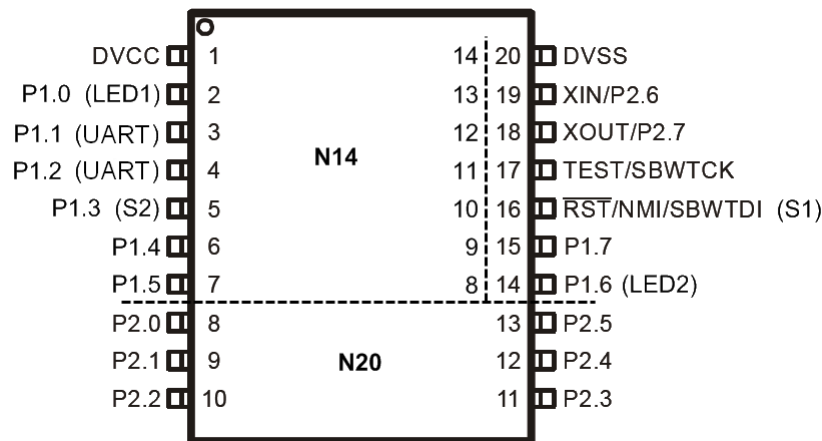 DVCC 1 14 20 DVSS
P1.0 (LED1) 2 13 19 XIN/P2.6
P1.1 (UART) 3 12 18 XOUT/P2.7
N14
P1.2 (UART) 4 11 17 TEST/SBWTCK
P1.3 (S2) 5 10 16 RST/NMI/SBWTDI (S1)
P1.4 6 9 15 P1.7
P1.5 7 8 14 P1.6 (LED2)
P2.0 8 13 P2.5
P2.1 9 N20 12 P2.4
P2.2 10 11 P2.3